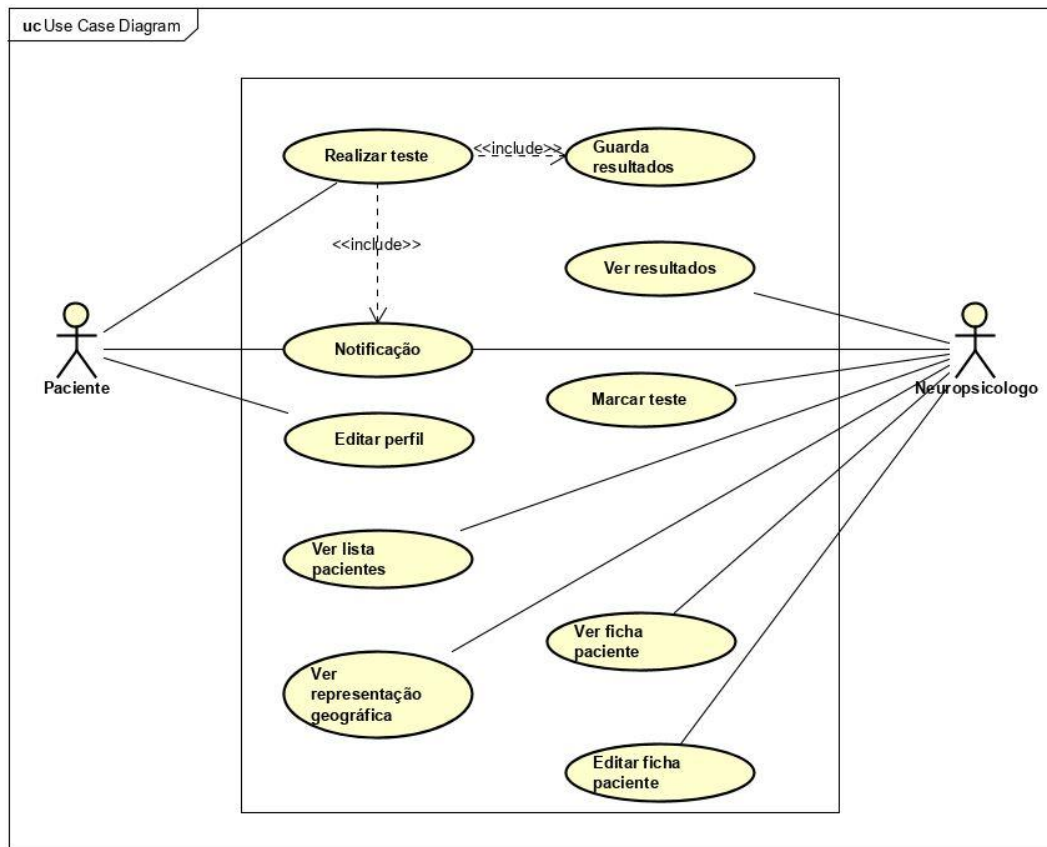 uc Use Case Diagram
Realizar teste
<<include>>
Guarda
resultados
<<include>>
Ver resultados
Notificação
Paciente
Neuropsicologo
Marcar teste
Editar perfil
Ver lista
pacientes
Ver ficha
paciente
Ver
representação
geográfica
Editar ficha
paciente